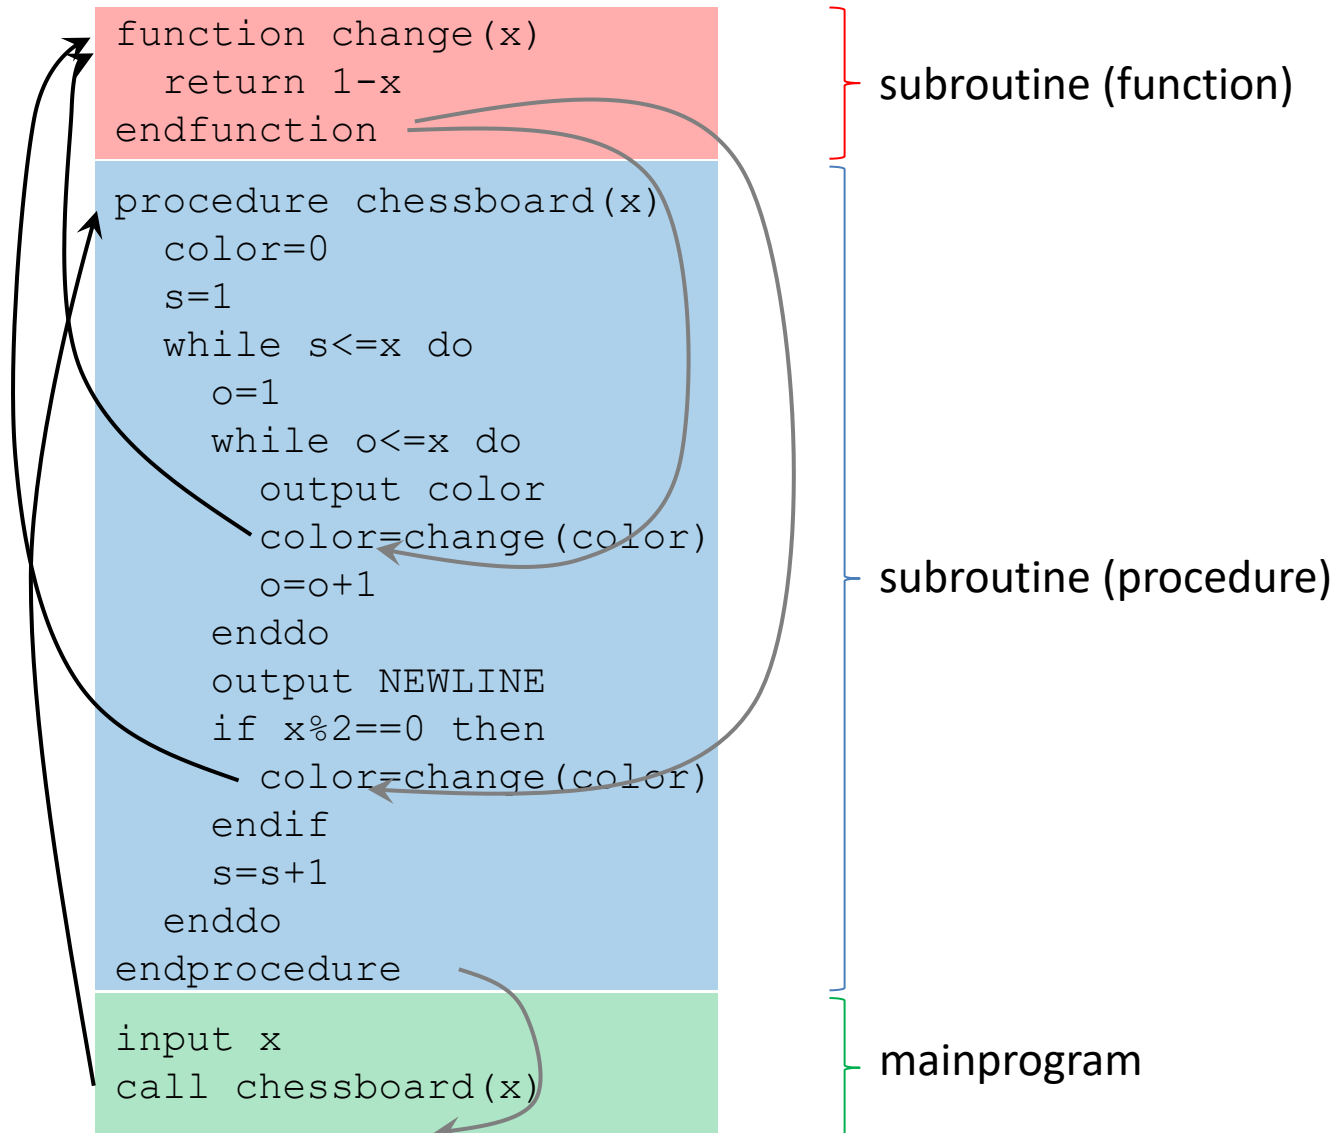 function change(x)
  return 1-x
endfunction
subroutine (function)
procedure chessboard(x)
  color=0
  s=1
  while s<=x do
    o=1
    while o<=x do
      output color
      color=change(color)
      o=o+1
    enddo
    output NEWLINE
    if x%2==0 then
      color=change(color)
    endif
    s=s+1
  enddo
endprocedure
subroutine (procedure)
input x
call chessboard(x)
mainprogram